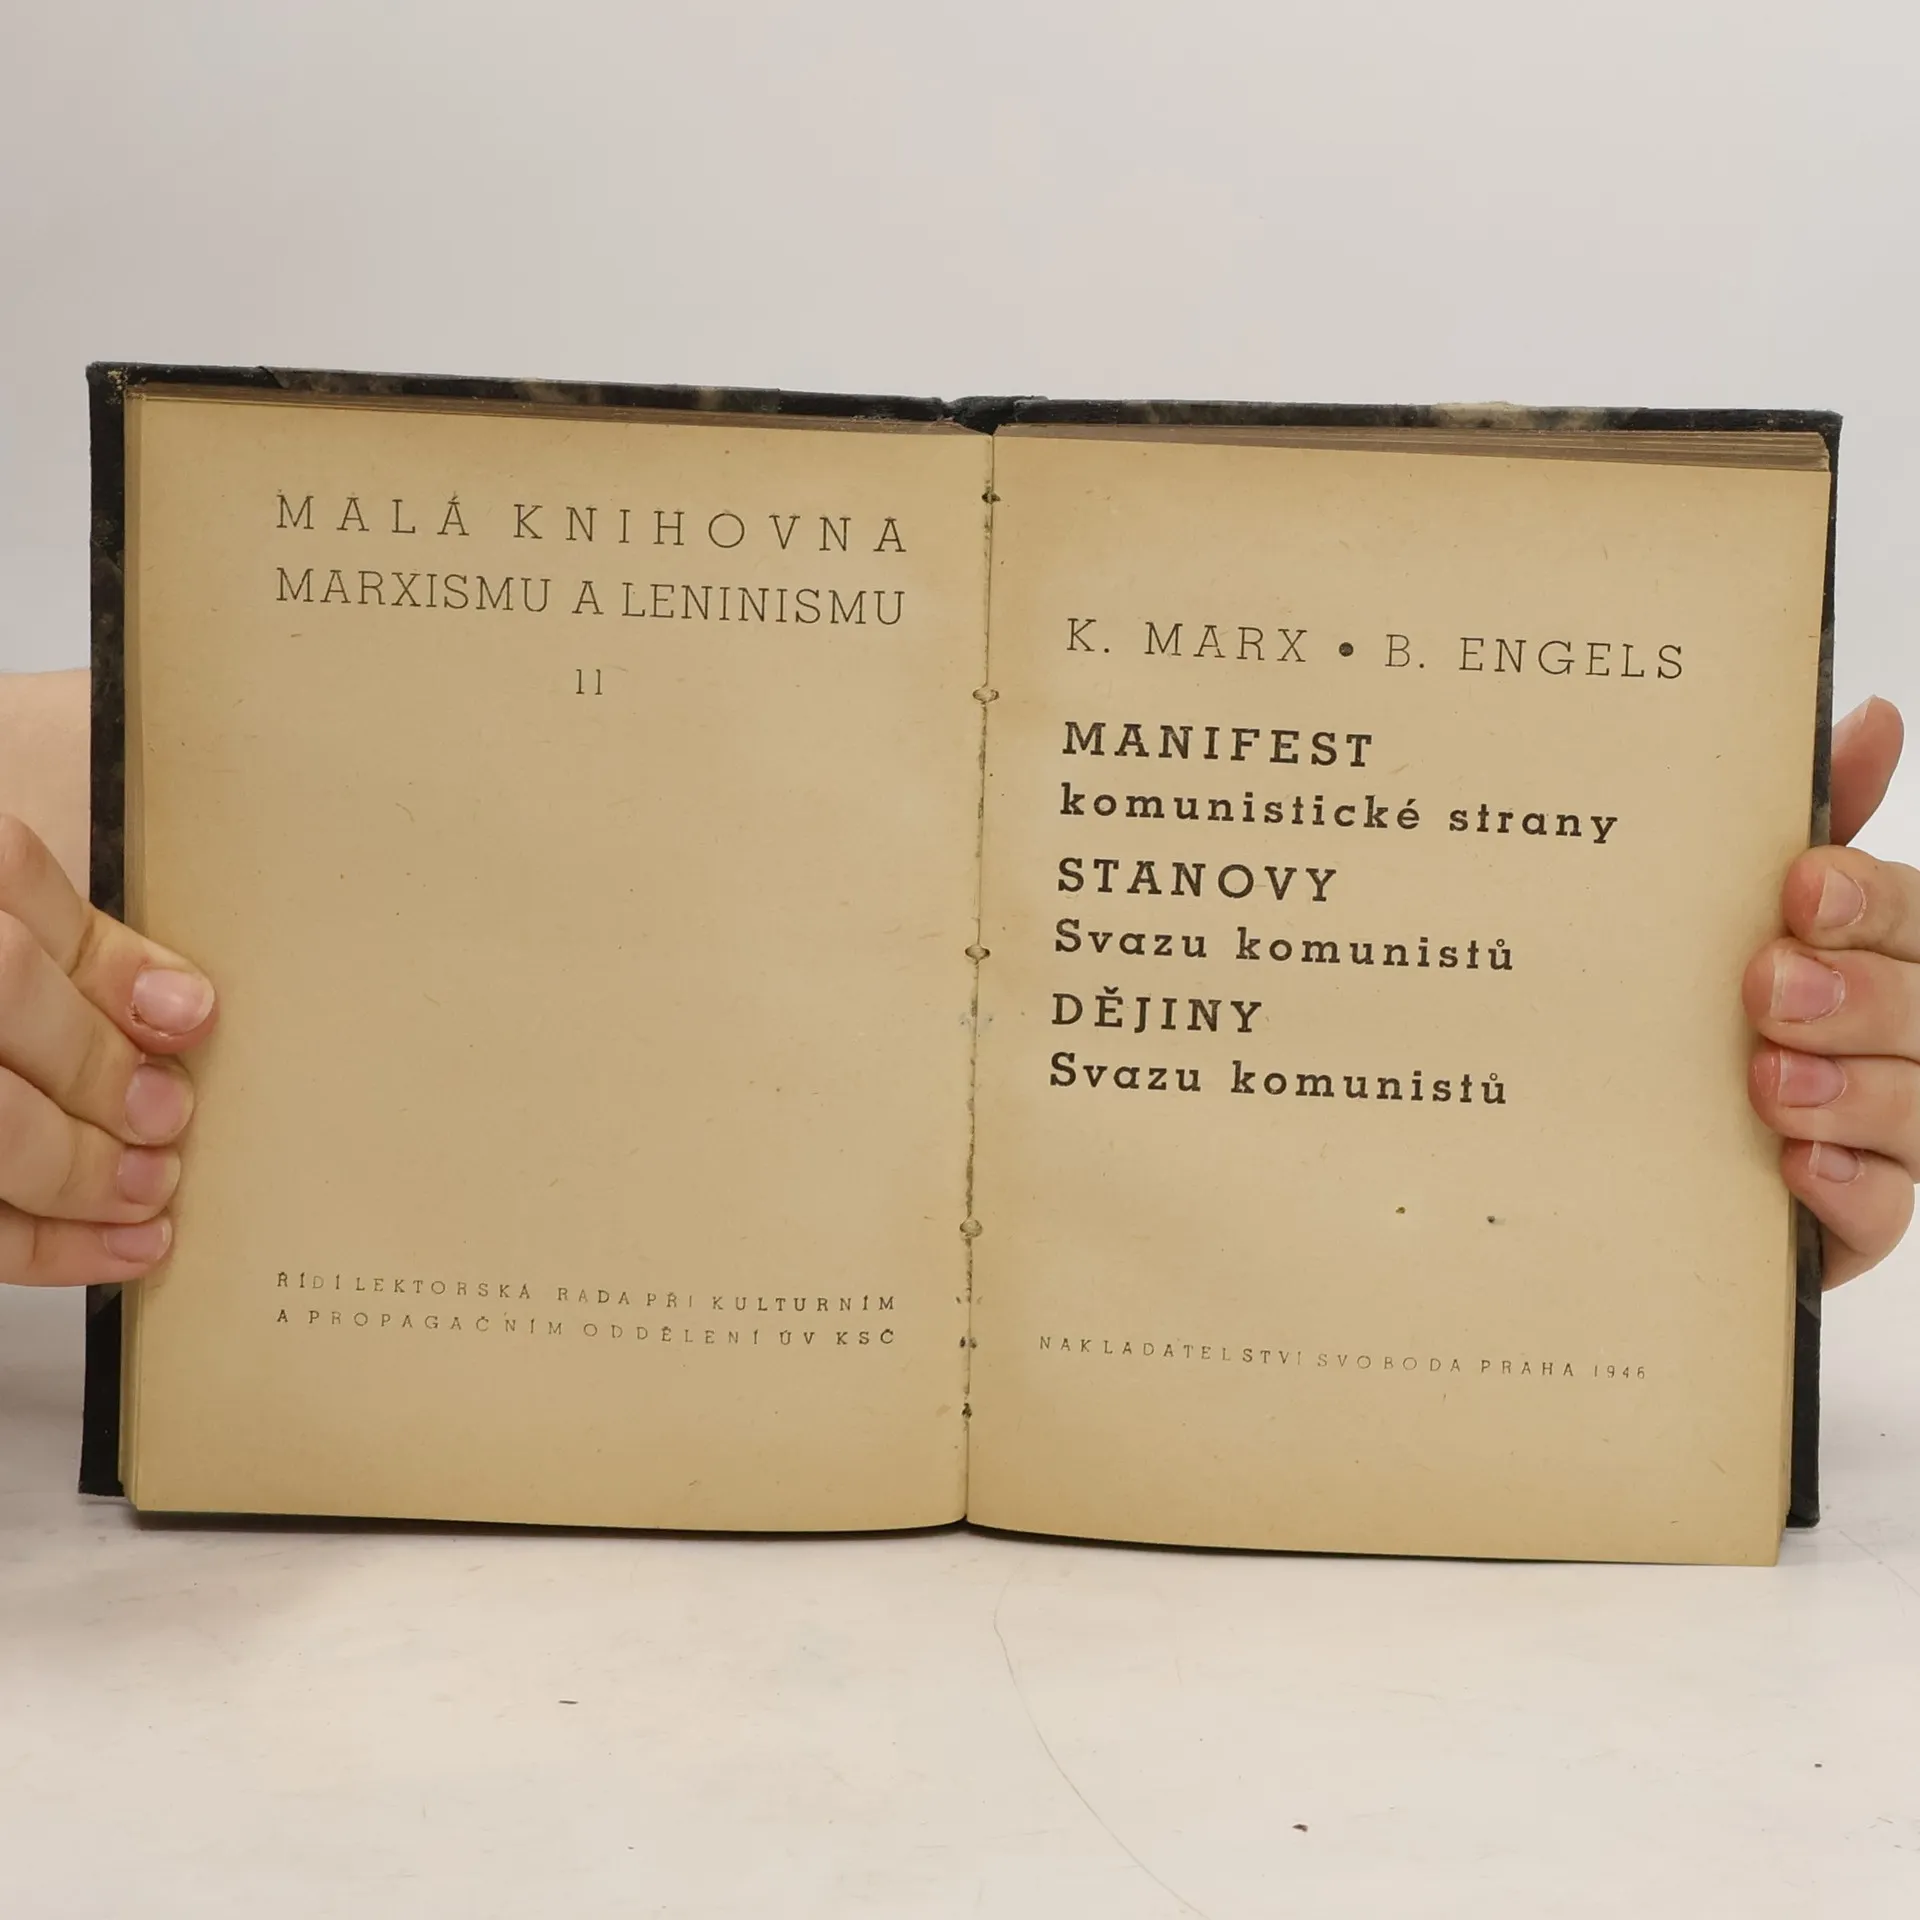 MALÁ KNIHOVNA
MARXISMU A LENINISMU
11
ŘÍDÍ LEKTORSKÁ RADA PŘI KULTURNÍM
A PROPAGAČNÍM ODDĚLENÍ ÚV KSČ
K. MARX • B. ENGELS
MANIFEST
komunistické strany
STANOVY
Svazu komunistů
DĚJINY
Svazu komunistů
NAKLADATELSTVÍ SVOBODA PRAHA 1946